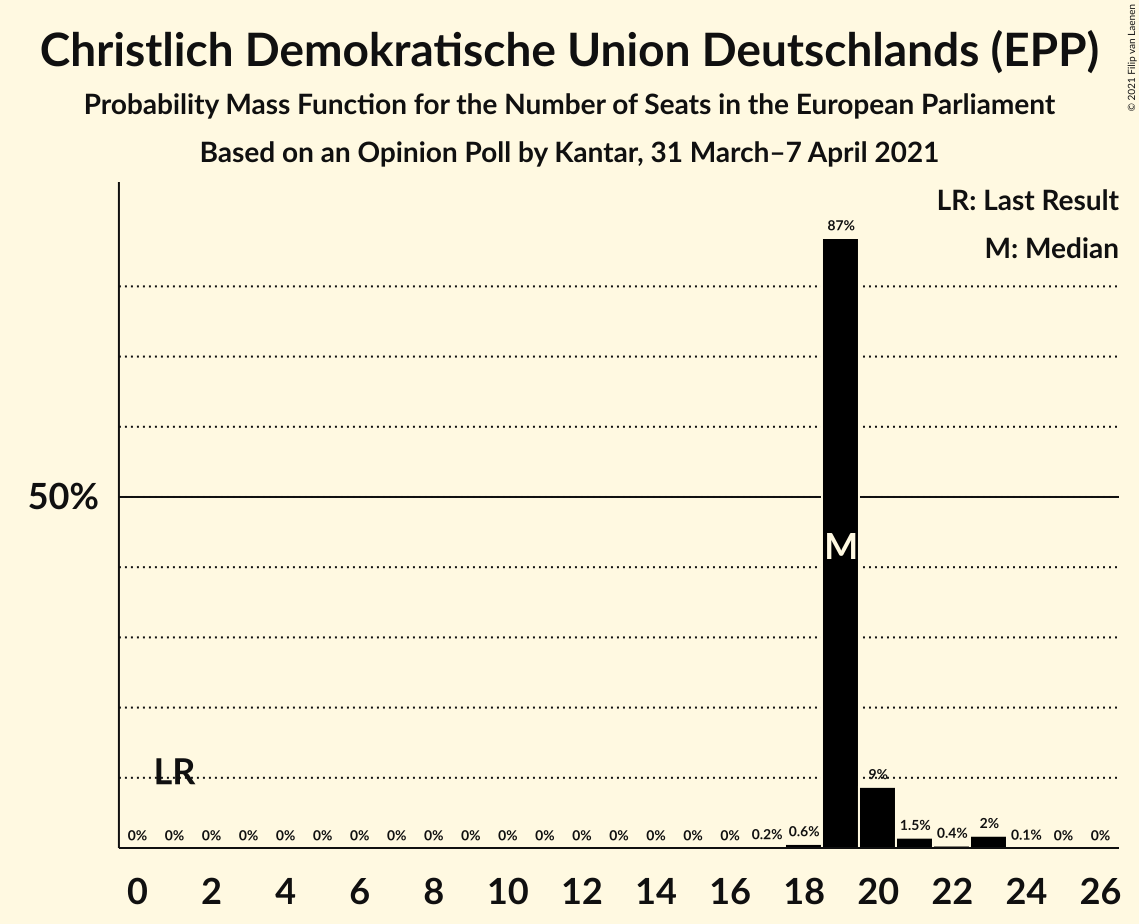 Christlich Demokratische Union Deutschlands (EPP)
Probability Mass Function for the Number of Seats in the European Parliament
Based on an Opinion Poll by Kantar, 31 March–7 April 2021
© 2021 Filip van Laenen
LR: Last Result
M: Median
87%
50%
M
LR
9%
0% 0% 0% 0% 0% 0% 0% 0% 0% 0% 0% 0% 0% 0% 0% 0% 0% 0.2% 0.6% 1.5% 0.4% 2% 0.1% 0% 0%
0 2 4 6 8 10 12 14 16 18 20 22 24 26